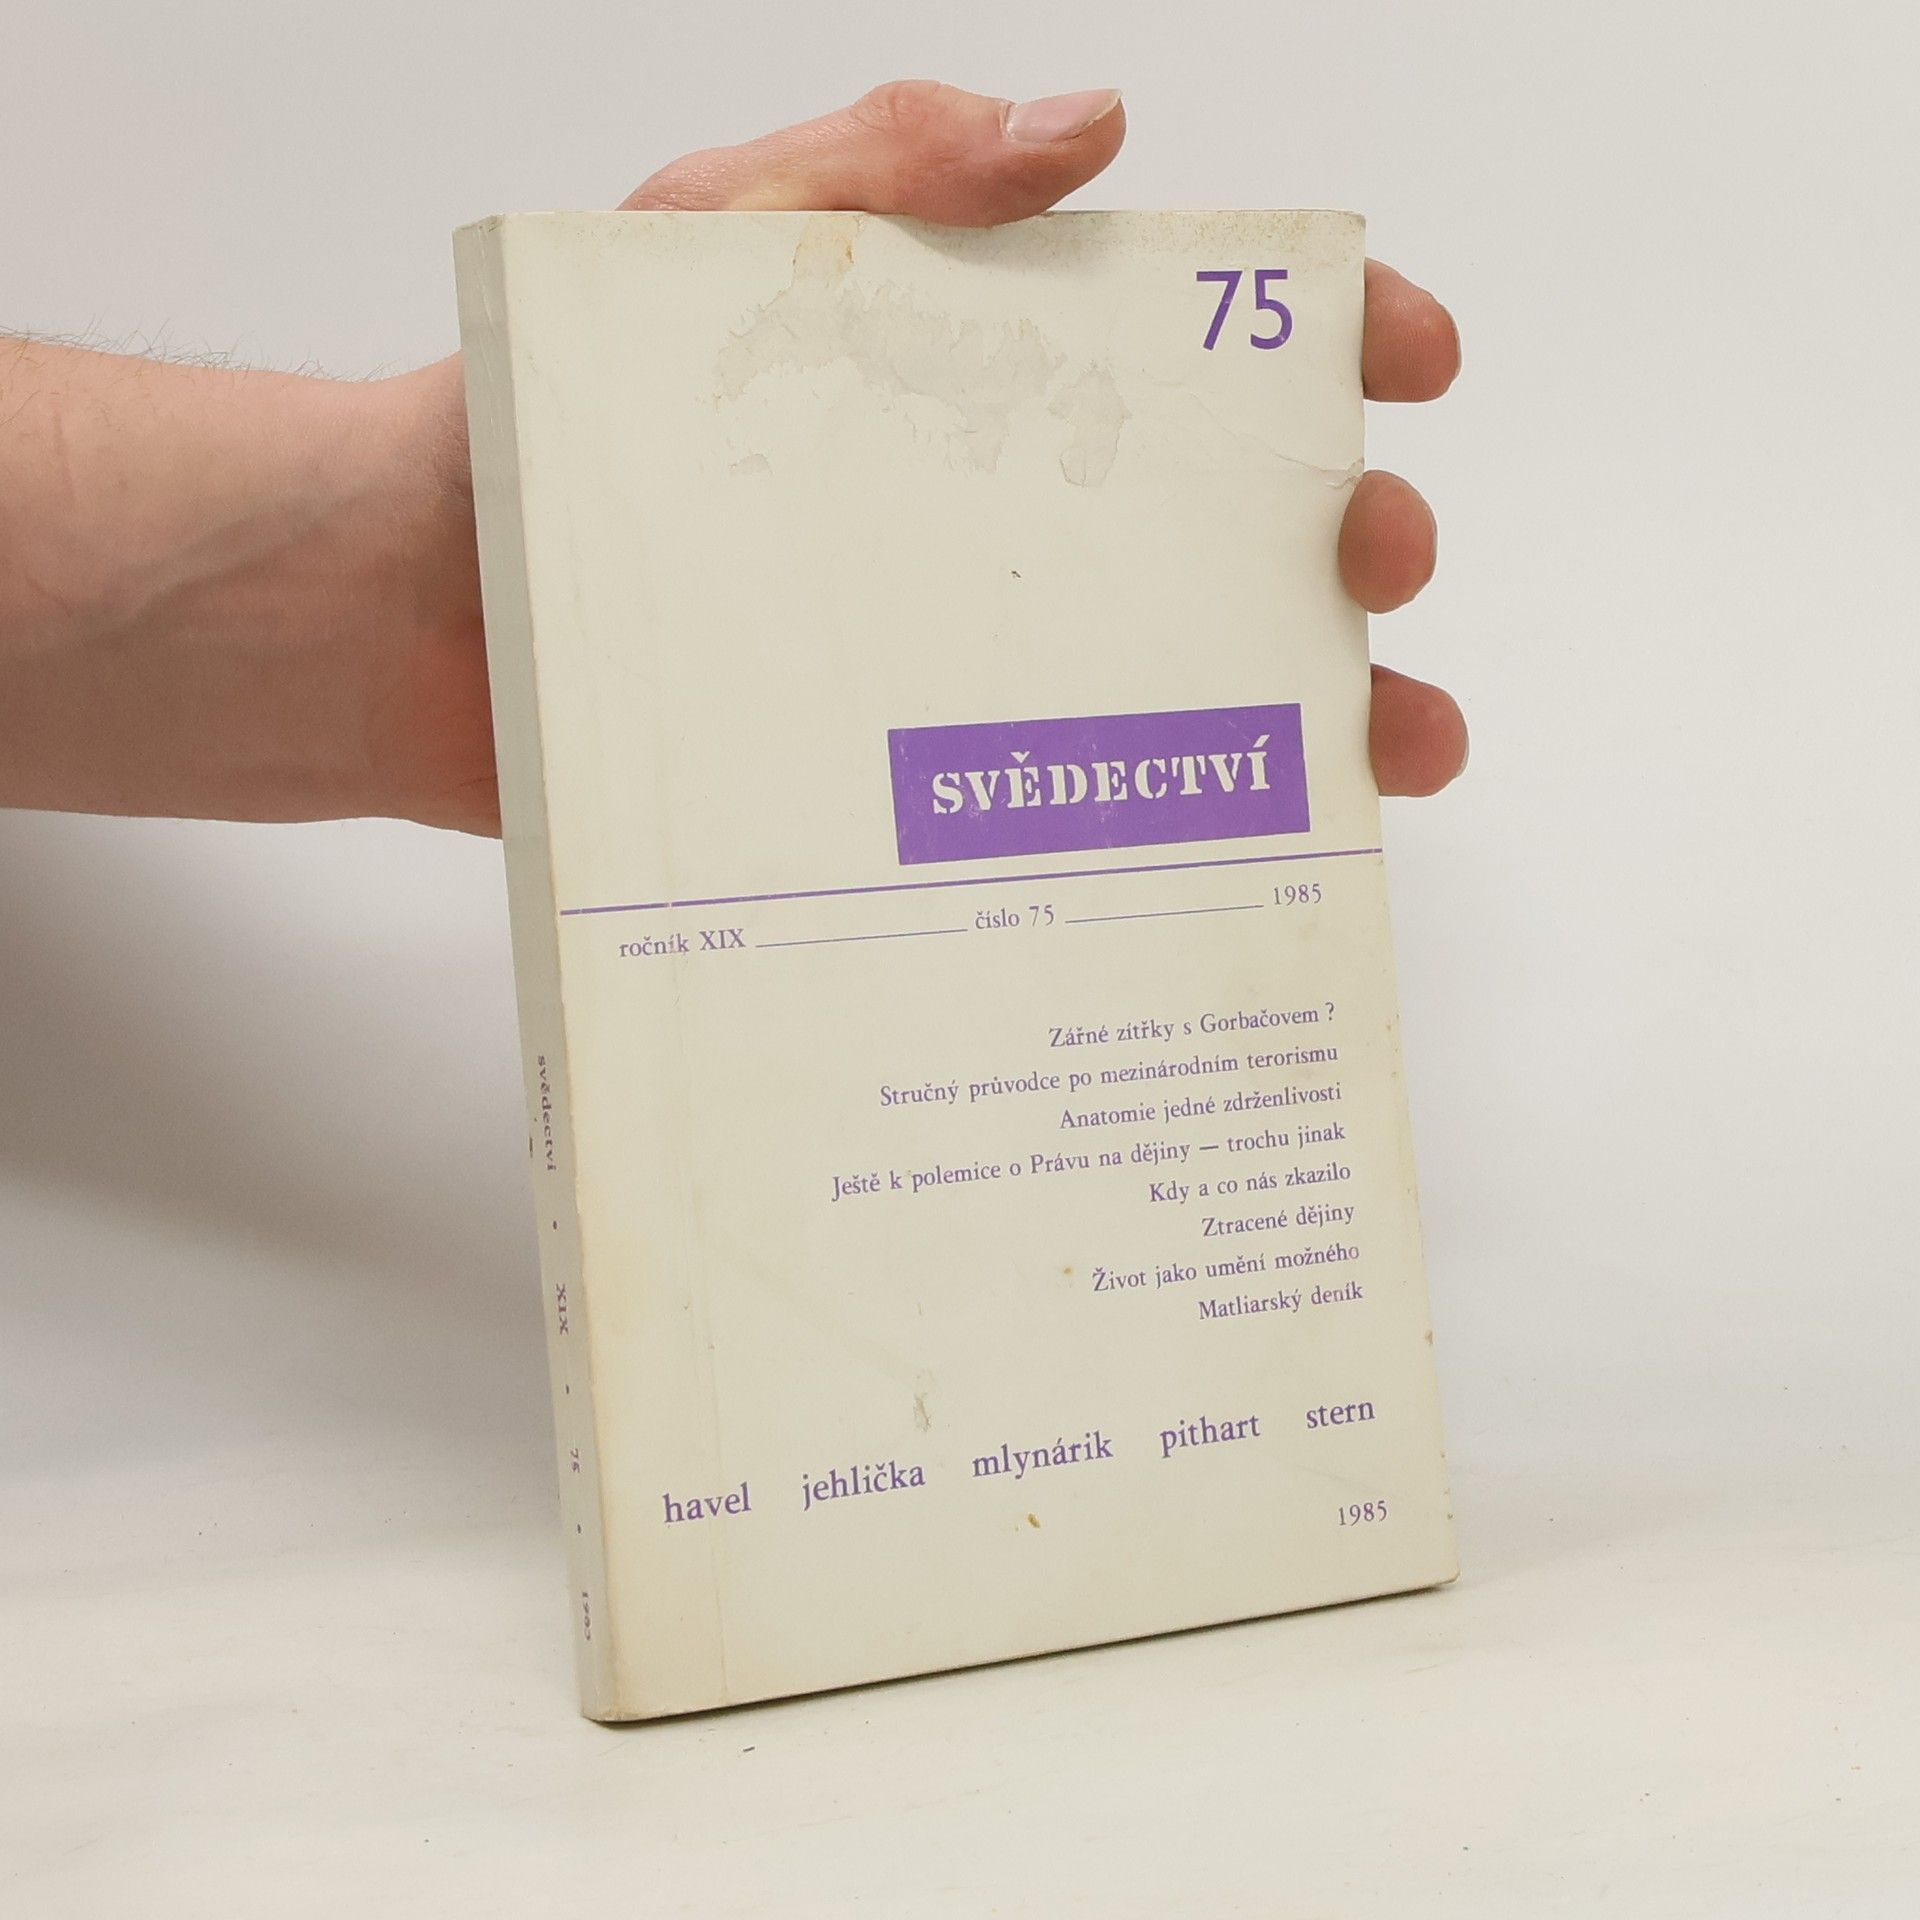 75
SVĚDECTVÍ
ročník XIX číslo 75 1985
Zářné zítřky s Gorbačovem ?
Stručný průvodce po mezinárodním terorismu
Anatomie jedné zdrženlivosti
Ještě k polemice o Právu na dějiny — trochu jinak
Kdy a co nás zkazilo
Ztracené dějiny
Život jako umění možného
Matliarský deník
havel jehlička mlynárik pithart stern
1985
svědectví • XIX • 75 • 1985